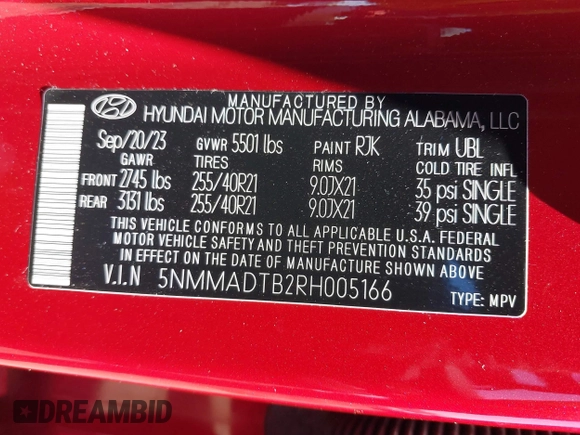 MANUFACTURED BY
HYUNDAI MOTOR MANUFACTURING ALABAMA, LLC
Sep/20/23 GVWR 5501 lbs PAINT RJK TRIM UBL
GAWR TIRES RIMS COLD TIRE INFL
FRONT 2745 lbs 255/40R21 9.0JX21 35 psi SINGLE
REAR 3131 lbs 255/40R21 9.0JX21 39 psi SINGLE
THIS VEHICLE CONFORMS TO ALL APPLICABLE U.S.A. FEDERAL
MOTOR VEHICLE SAFETY AND THEFT PREVENTION STANDARDS
IN EFFECT ON THE DATE OF MANUFACTURE SHOWN ABOVE.
V.I.N 5NMMADTB2RH005166
TYPE: MPV
DREAMBID